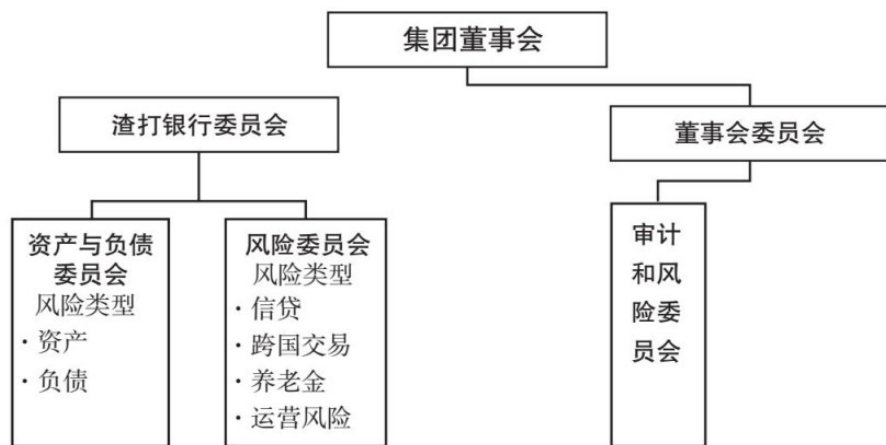 集团董事会
渣打银行委员会
董事会委员会
资产与负债
委员会
风险类型
· 资产
· 负债
风险委员会
风险类型
· 信贷
· 跨国交易
· 养老金
· 运营风险
审计
和风
险委
员会